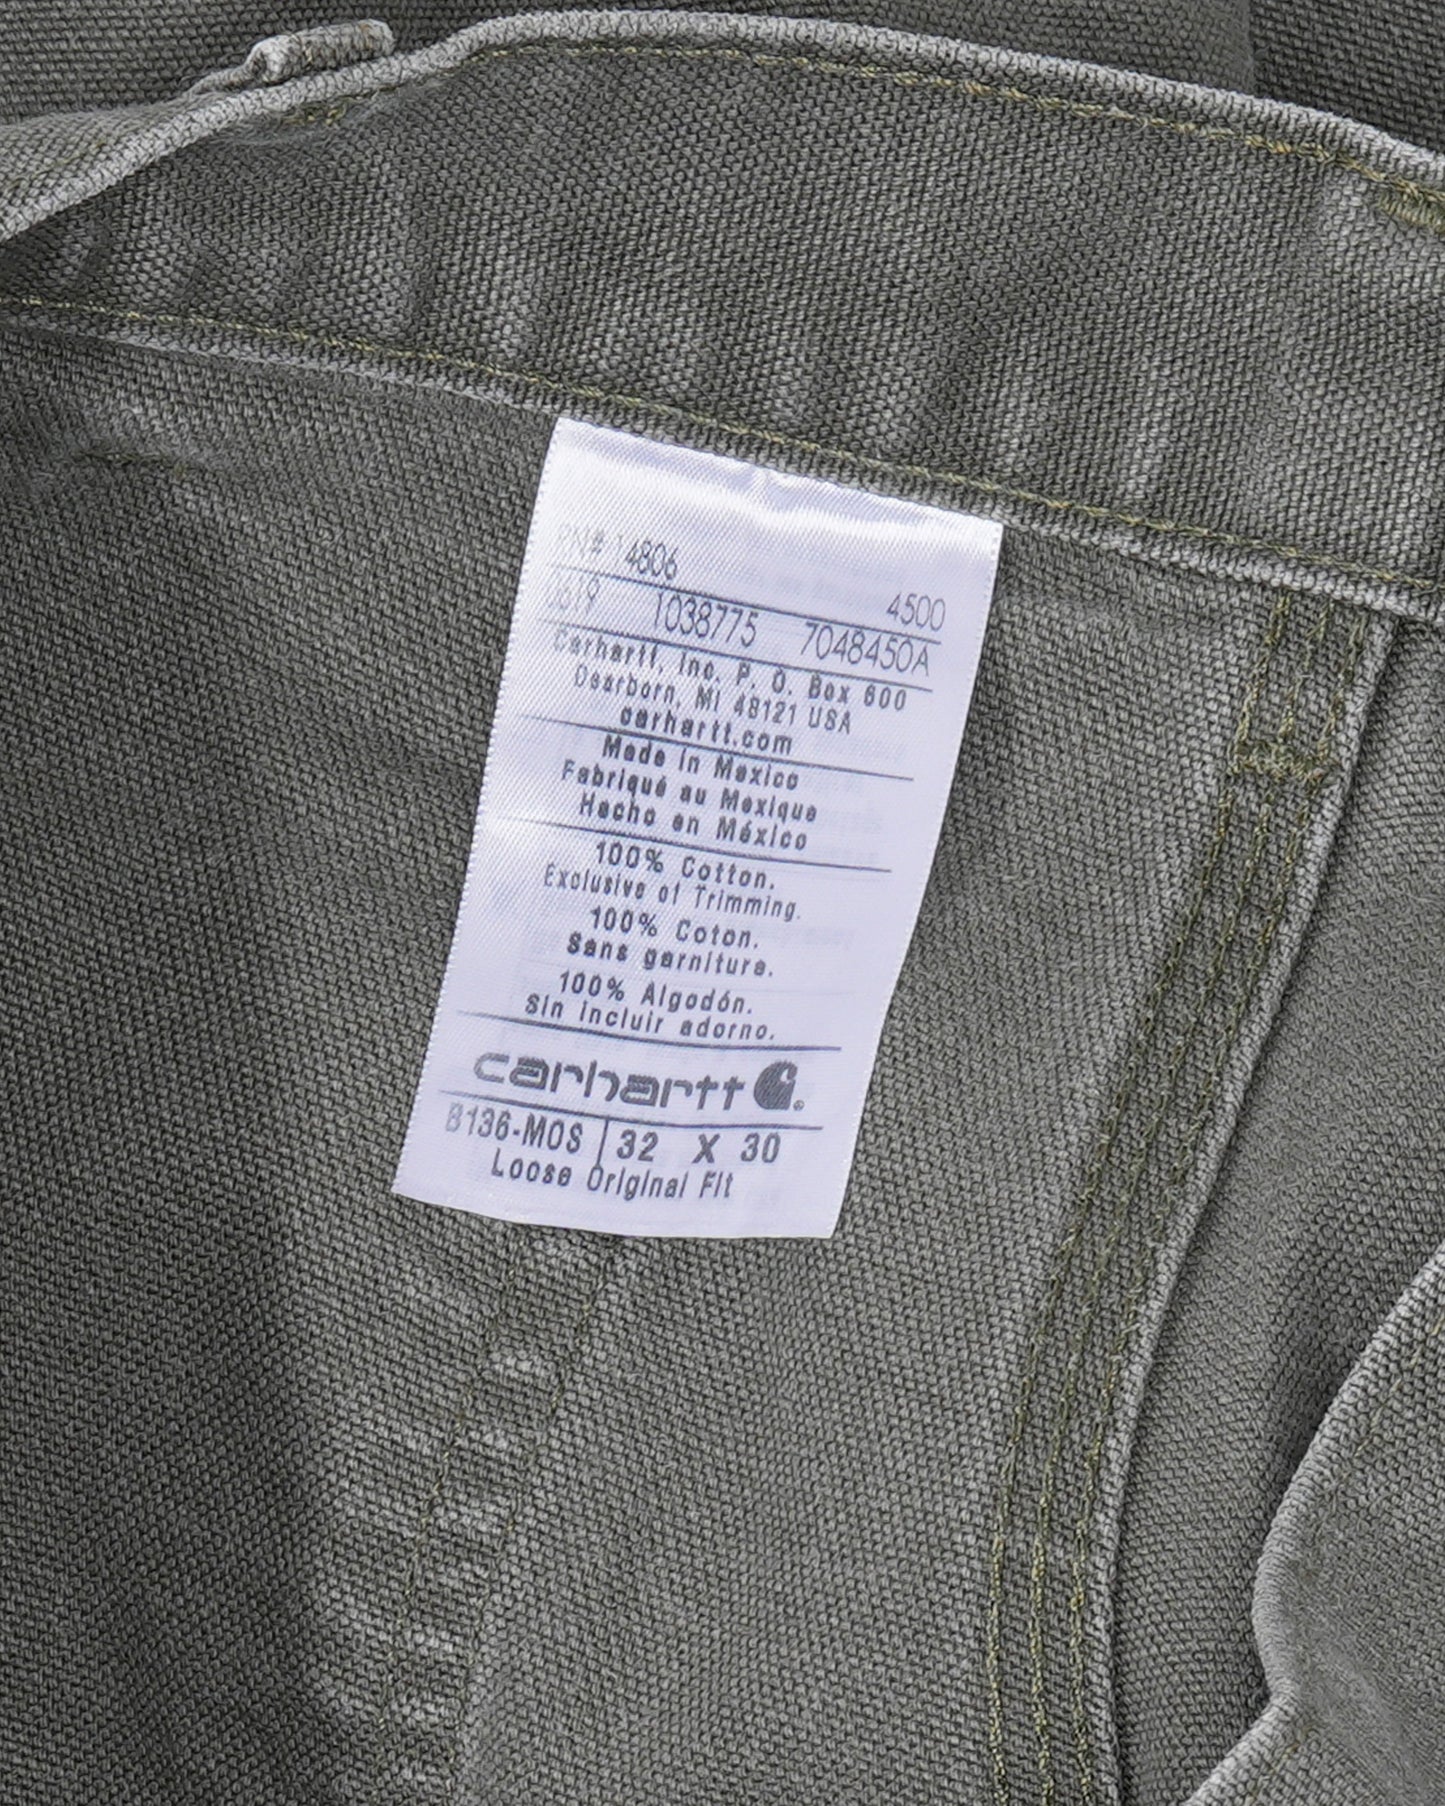 RN# 14806
4500
0619 1038775 7048450A
Carhartt, Inc. P. O. Box 600
Dearborn, MI 48121 USA
carhartt.com
Made in Mexico
Fabriqué au Mexique
Hecho en México
100% Cotton.
Exclusive of Trimming.
100% Coton.
Sans garniture.
100% Algodón.
Sin incluir adorno.
carhartt
B136-MOS 32 X 30
Loose Original Fit